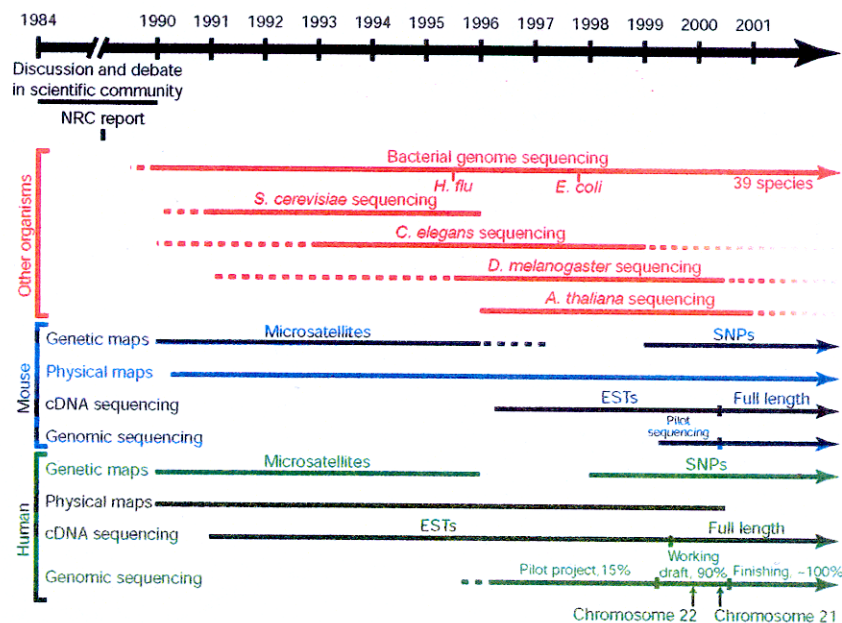 1984 1990 1991 1992 1993 1994 1995 1996 1997 1998 1999 2000 2001
Discussion and debate
in scientific community
NRC report
Other organisms
Bacterial genome sequencing
H. flu E. coli 39 species
S. cerevisiae sequencing
C. elegans sequencing
D. melanogaster sequencing
A. thaliana sequencing
Mouse
Genetic maps Microsatellites SNPs
Physical maps
cDNA sequencing ESTs Full length
Genomic sequencing Pilot
sequencing
Human
Genetic maps Microsatellites SNPs
Physical maps
cDNA sequencing ESTs Full length
Genomic sequencing Pilot project, 15% Working
draft, 90% Finishing, ~100%
Chromosome 22 Chromosome 21